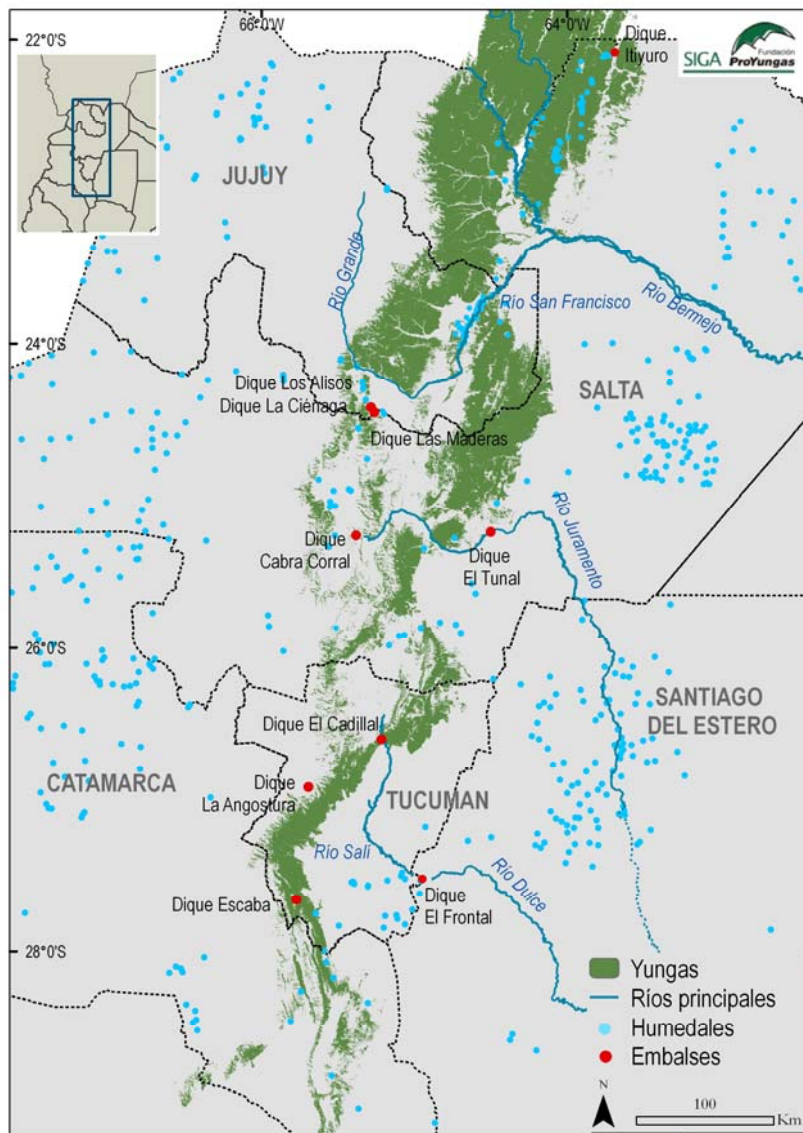 66°0'W
64°0'W
22°0'S
Dique
Itiyuro
SIGA
Fundación
ProYungas
JUJUY
Río Grande
Río San Francisco
Río Bermejo
24°0'S
Dique Los Alisos
Dique La Ciénaga
SALTA
Dique Las Maderas
Dique
Cabra Corral
Dique
El Tunal
Río Juramento
26°0'S
SANTIAGO
DEL ESTERO
Dique El Cadillal
CATAMARCA
Dique
La Angostura
TUCUMAN
Río Salí
Dique Escaba
Dique
El Frontal
Río Dulce
28°0'S
Yungas
Ríos principales
Humedales
Embalses
N
100
Km